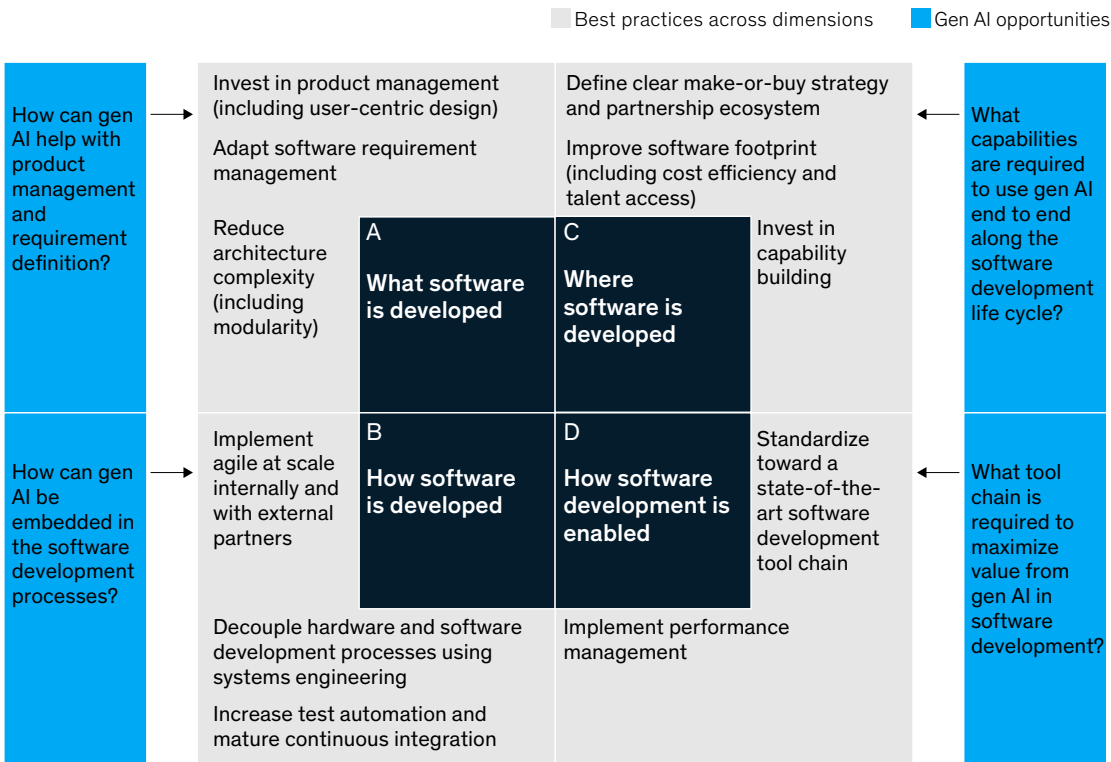 Best practices across dimensions
Gen AI opportunities
How can gen
AI help with
product
management
and
requirement
definition?
Invest in product management
(including user-centric design)
Adapt software requirement
management
Reduce
architecture
complexity
(including
modularity)
A
What software
is developed
Define clear make-or-buy strategy
and partnership ecosystem
Improve software footprint
(including cost efficiency and
talent access)
C
Where
software is
developed
Invest in
capability
building
What
capabilities
are required
to use gen AI
end to end
along the
software
development
life cycle?
How can gen
AI be
embedded in
the software
development
processes?
Implement
agile at scale
internally and
with external
partners
B
How software
is developed
Decouple hardware and software
development processes using
systems engineering
Increase test automation and
mature continuous integration
D
How software
development is
enabled
Standardize
toward a
state-of-the-
art software
development
tool chain
Implement performance
management
What tool
chain is
required to
maximize
value from
gen AI in
software
development?